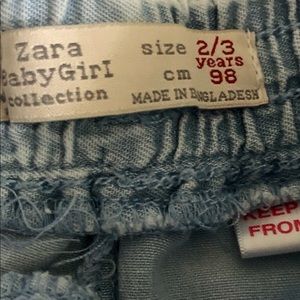 Zara
BabyGirl
collection
size 2/3
years
cm 98
MADE IN BANGLADESH
KEEP
FROM